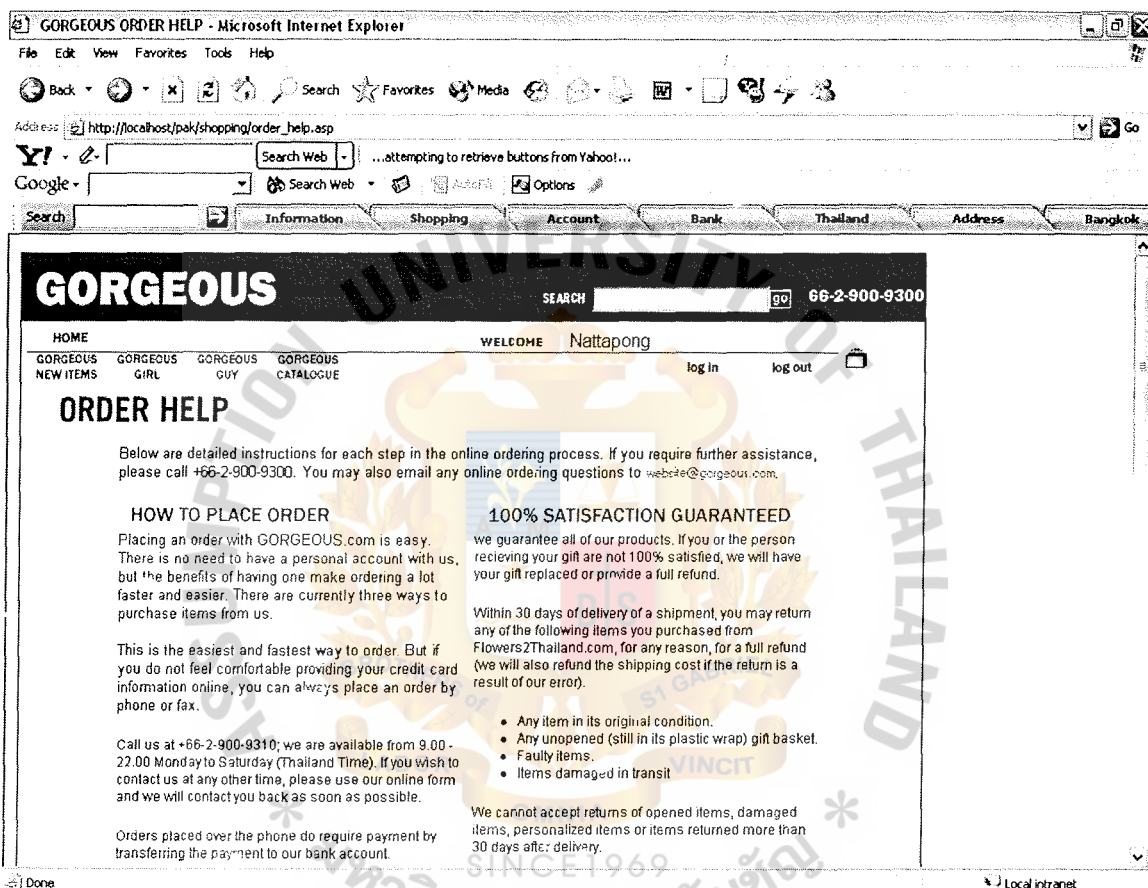 GORGEOUS ORDER HELP - Microsoft Internet Explorer
File Edit View Favorites Tools Help
Back Search Favorites Media
Address http://localhost/pak/shopping/order_help.asp Go
Y! Search Web ...attempting to retrieve buttons from Yahoo!...
Google Search Web AutoFill Options
Search Information Shopping Account Bank Thailand Address Bangkok
GORGEOUS SEARCH go 66-2-900-9300
HOME WELCOME Nattapong
GORGEOUS NEW ITEMS GORGEOUS GIRL GORGEOUS GUY GORGEOUS CATALOGUE log in log out
ORDER HELP
Below are detailed instructions for each step in the online ordering process. If you require further assistance,
please call +66-2-900-9300. You may also email any online ordering questions to website@gorgeous.com.
HOW TO PLACE ORDER
Placing an order with GORGEOUS.com is easy.
There is no need to have a personal account with us,
but the benefits of having one make ordering a lot
faster and easier. There are currently three ways to
purchase items from us.
This is the easiest and fastest way to order. But if
you do not feel comfortable providing your credit card
information online, you can always place an order by
phone or fax.
Call us at +66-2-900-9310; we are available from 9.00 -
22.00 Monday to Saturday (Thailand Time). If you wish to
contact us at any other time, please use our online form
and we will contact you back as soon as possible.
Orders placed over the phone do require payment by
transferring the payment to our bank account.
100% SATISFACTION GUARANTEED
we guarantee all of our products. If you or the person
recieving your gift are not 100% satisfied, we will have
your gift replaced or provide a full refund.
Within 30 days of delivery of a shipment, you may return
any of the following items you purchased from
Flowers2Thailand.com, for any reason, for a full refund
(we will also refund the shipping cost if the return is a
result of our error).
• Any item in its original condition.
• Any unopened (still in its plastic wrap) gift basket.
• Faulty items.
• Items damaged in transit
We cannot accept returns of opened items, damaged
items, personalized items or items returned more than
30 days after delivery.
Done Local intranet
ASSUMPTION UNIVERSITY OF THAILAND
BROTHERS OF ST GABRIEL
VINCIT
OMNIA
SINCE 1969